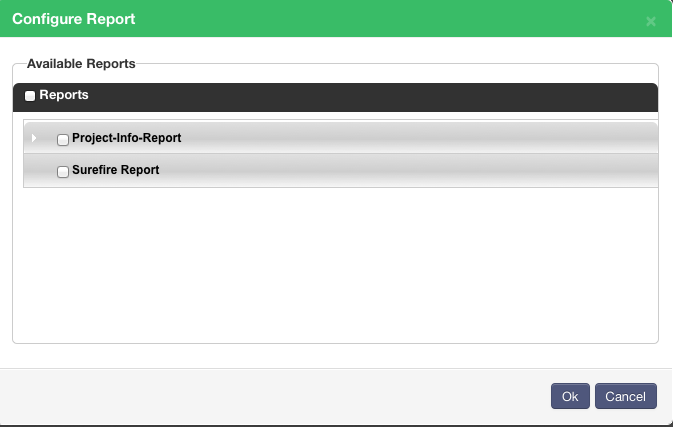 Configure Report
Available Reports
Reports
Project-Info-Report
Surefire Report
Ok Cancel